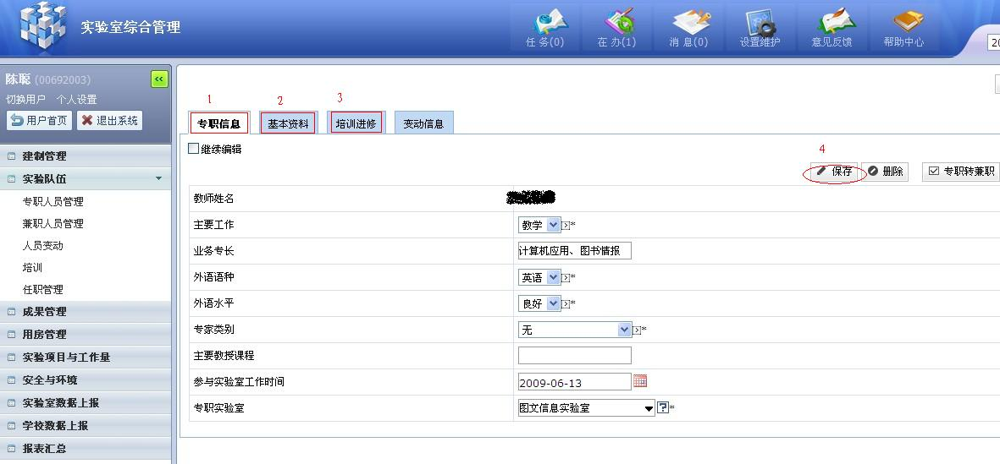 实验室综合管理
任 务(0) 在 办(1) 消 息(0) 设置维护 意见反馈 帮助中心
陈聪 (00692003)
切换用户 个人设置
用户首页 退出系统
建制管理
实验队伍
专职人员管理
兼职人员管理
人员变动
培训
任职管理
成果管理
用房管理
实验项目与工作量
安全与环境
实验室数据上报
学校数据上报
报表汇总
1 2 3
专职信息 基本资料 培训进修 变动信息
继续编辑
4
保存 删除 专职转兼职
教师姓名
主要工作 教学 *
业务专长 计算机应用、图书情报
外语语种 英语 *
外语水平 良好 *
专家类别 无 *
主要教授课程
参与实验室工作时间 2009-06-13
专职实验室 图文信息实验室 ? *